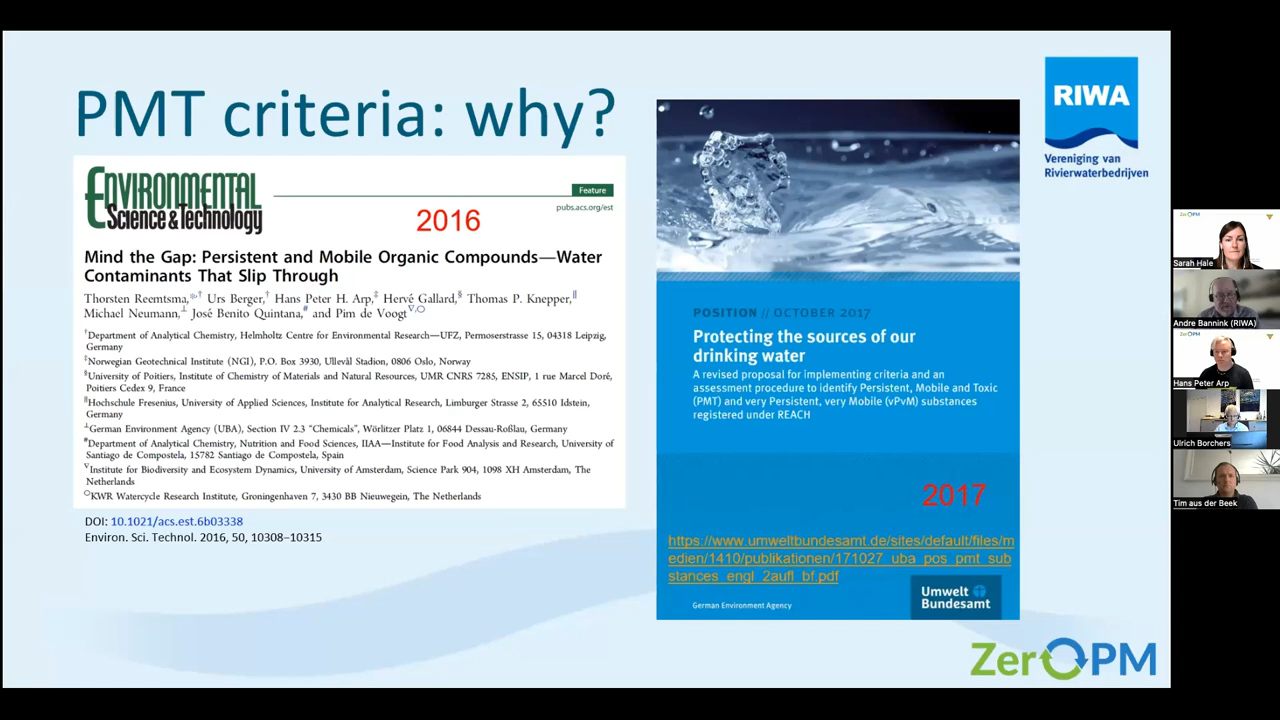 PMT criteria: why?
RIWA
Vereniging van
Rivierwaterbedrijven
ENVIRONMENTAL
Science & Technology
Feature
pubs.acs.org/est
2016
Mind the Gap: Persistent and Mobile Organic Compounds—Water
Contaminants That Slip Through
Thorsten Reemtsma,*,† Urs Berger,† Hans Peter H. Arp,‡ Hervé Gallard,§ Thomas P. Knepper,∥
Michael Neumann,⊥ José Benito Quintana,# and Pim de Voogt∇,○
†Department of Analytical Chemistry, Helmholtz Centre for Environmental Research—UFZ, Permoserstrasse 15, 04318 Leipzig,
Germany
‡Norwegian Geotechnical Institute (NGI), P.O. Box 3930, Ullevål Stadion, 0806 Oslo, Norway
§University of Poitiers, Institute of Chemistry of Materials and Natural Resources, UMR CNRS 7285, ENSIP, 1 rue Marcel Doré,
Poitiers Cedex 9, France
∥Hochschule Fresenius, University of Applied Sciences, Institute for Analytical Research, Limburger Strasse 2, 65510 Idstein,
Germany
⊥German Environment Agency (UBA), Section IV 2.3 “Chemicals”, Wörlitzer Platz 1, 06844 Dessau-Roßlau, Germany
#Department of Analytical Chemistry, Nutrition and Food Sciences, IIAA—Institute for Food Analysis and Research, University of
Santiago de Compostela, 15782 Santiago de Compostela, Spain
∇Institute for Biodiversity and Ecosystem Dynamics, University of Amsterdam, Science Park 904, 1098 XH Amsterdam, The
Netherlands
○KWR Watercycle Research Institute, Groningenhaven 7, 3430 BB Nieuwegein, The Netherlands
DOI: 10.1021/acs.est.6b03338
Environ. Sci. Technol. 2016, 50, 10308–10315
POSITION // OCTOBER 2017
Protecting the sources of our
drinking water
A revised proposal for implementing criteria and an
assessment procedure to identify Persistent, Mobile and Toxic
(PMT) and very Persistent, very Mobile (vPvM) substances
registered under REACH
2017
https://www.umweltbundesamt.de/sites/default/files/m
edien/1410/publikationen/171027_uba_pos_pmt_sub
stances_engl_2aufl_bf.pdf
German Environment Agency
Umwelt
Bundesamt
ZerOPM
ZerOPM
Sarah Hale
Andre Bannink (RIWA)
ZerOPM
Hans Peter Arp
Ulrich Borchers
Tim aus der Beek